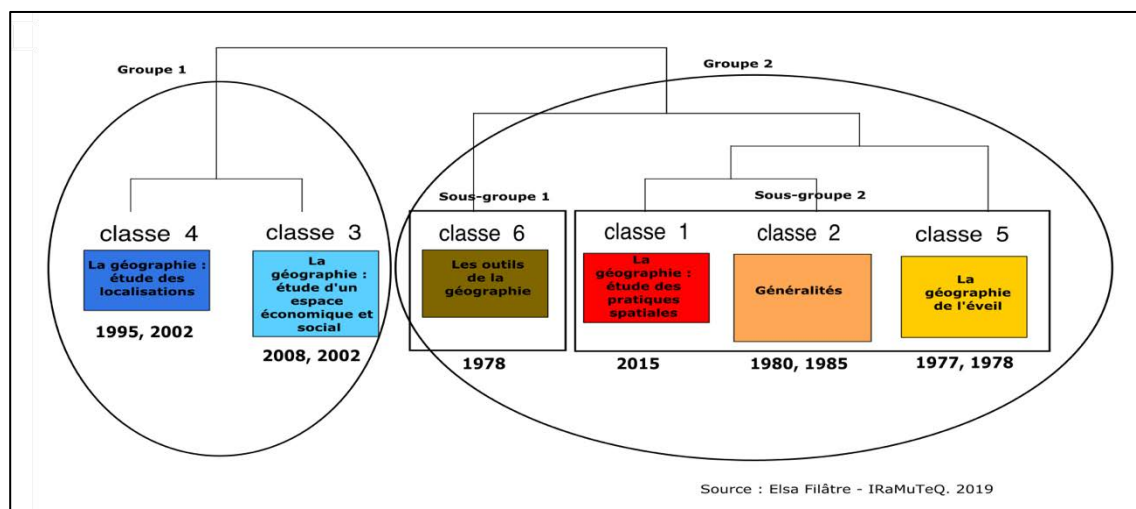 Groupe 1
Groupe 2
Sous-groupe 1
Sous-groupe 2
classe 4
classe 3
classe 6
classe 1
classe 2
classe 5
La géographie :
étude des
localisations
La
géographie :
étude d'un
espace
économique et
social
Les outils
de la
géographie
La
géographie :
étude des
pratiques
spatiales
Généralités
La
géographie
de l'éveil
1995, 2002
2008, 2002
1978
2015
1980, 1985
1977, 1978
Source : Elsa Filâtre - IRaMuTeQ. 2019